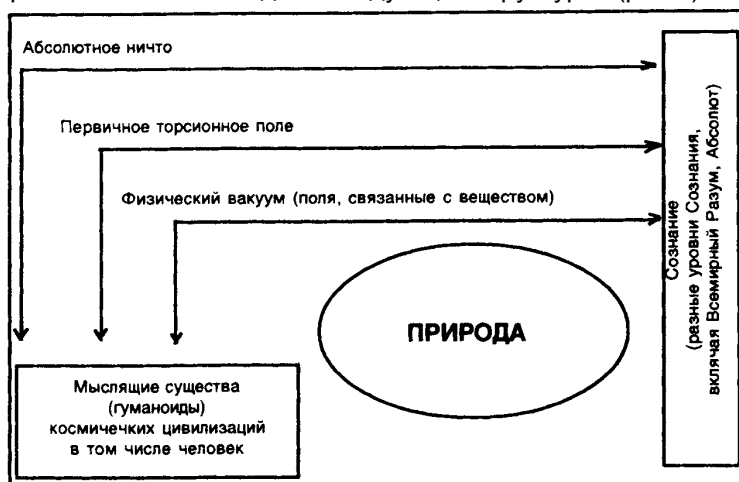 Абсолютное ничто
Первичное торсионное поле
Физический вакуум (поля, связанные с веществом)
ПРИРОДА
Мыслящие существа
(гуманоиды)
космичечких цивилизаций
в том числе человек
Сознание
(разные уровни Сознания,
включая Всемирный Разум, Абсолют)